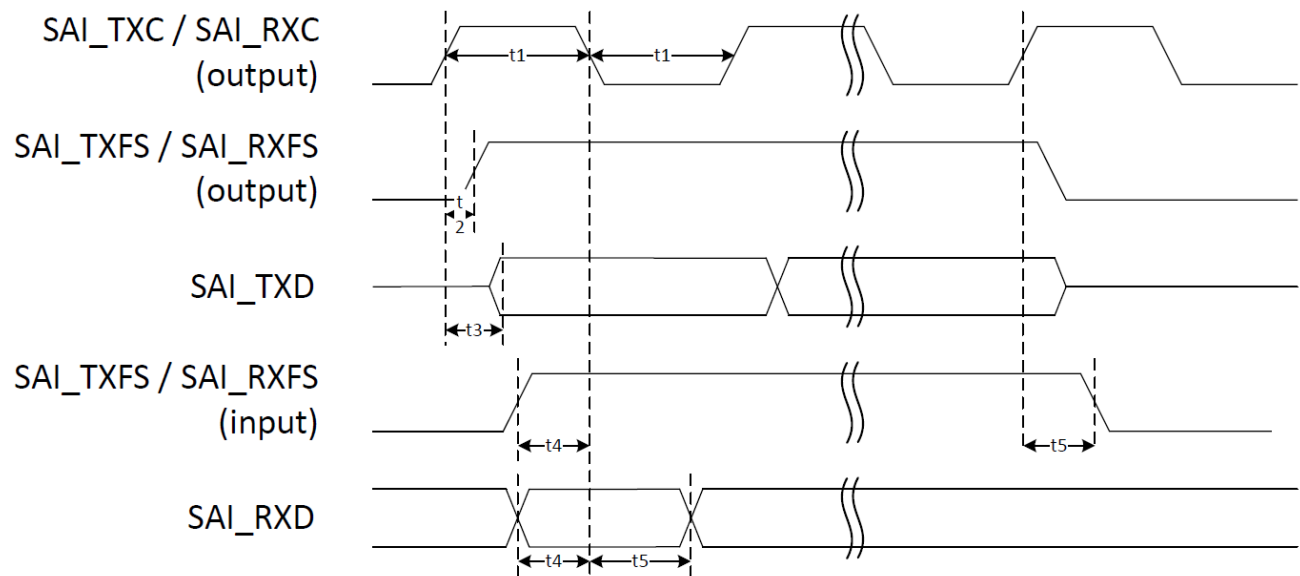 SAI_TXC / SAI_RXC
(output)
t1
t1
SAI_TXFS / SAI_RXFS
(output)
t
2
SAI_TXD
t3
SAI_TXFS / SAI_RXFS
(input)
t4
t5
SAI_RXD
t4
t5